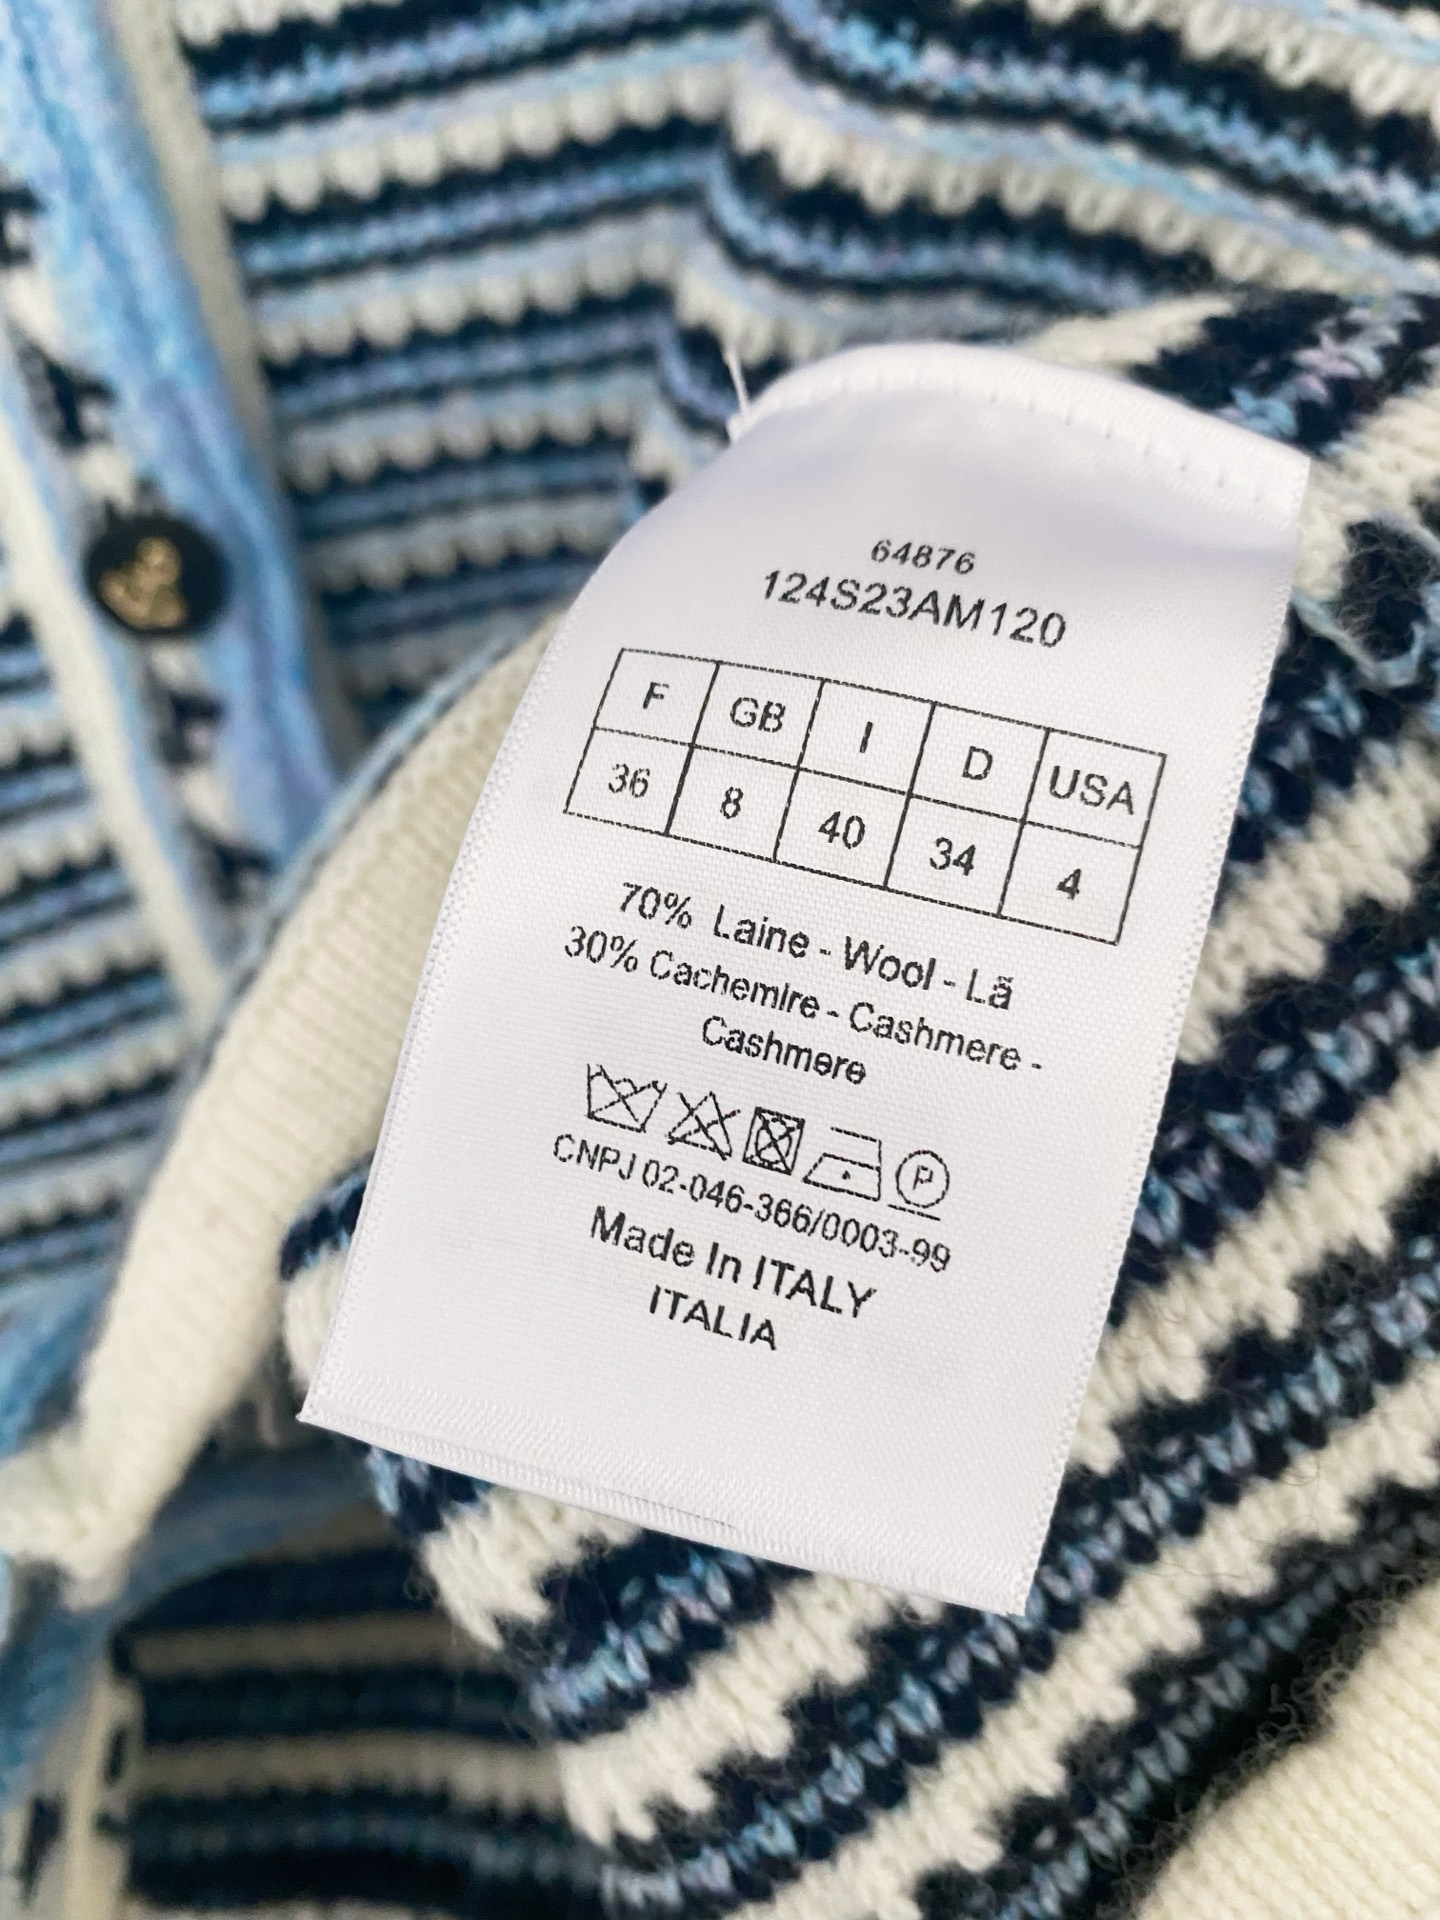 64876
124S23AM120
F GB I D USA
36 8 40 34 4
70% Laine - Wool - Lã
30% Cachemire - Cashmere -
Cashmere
P
CNPJ 02-046-366/0003-99
Made In ITALY
ITALIA